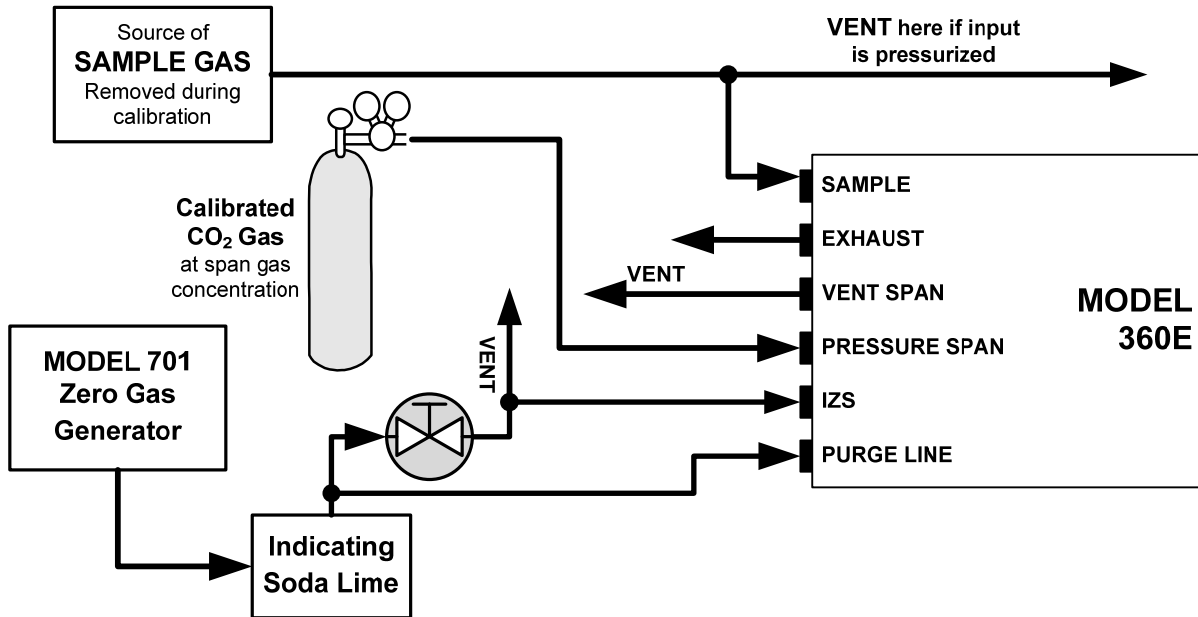 Source of
SAMPLE GAS
Removed during
calibration
VENT here if input
is pressurized
Calibrated
CO₂ Gas
at span gas
concentration
MODEL 701
Zero Gas
Generator
Indicating
Soda Lime
VENT
VENT
SAMPLE
EXHAUST
VENT SPAN
PRESSURE SPAN
IZS
PURGE LINE
MODEL
360E